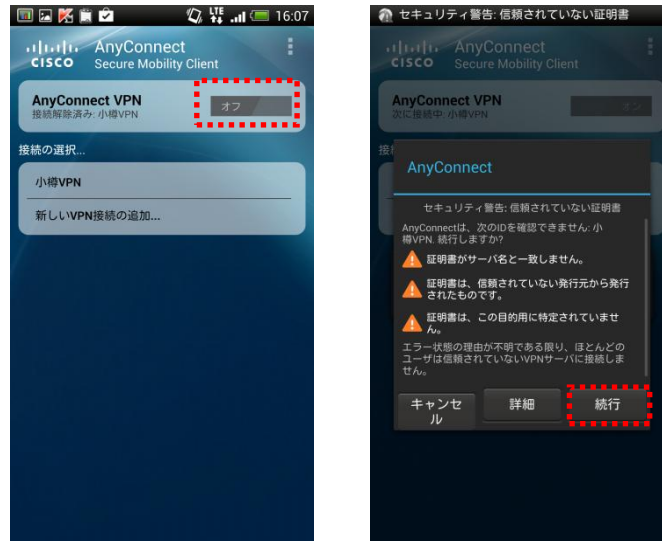 LTE 16:07
CISCO
AnyConnect
Secure Mobility Client
AnyConnect VPN
接続解除済み: 小樽VPN
オフ
接続の選択...
小樽VPN
新しいVPN接続の追加...
セキュリティ警告: 信頼されていない証明書
CISCO
AnyConnect
Secure Mobility Client
AnyConnect VPN
次に接続中: 小樽VPN
オン
接
AnyConnect
セキュリティ警告: 信頼されていない証明書
AnyConnectは、次のIDを確認できません: 小
樽VPN. 続行しますか?
証明書がサーバ名と一致しません。
証明書は、信頼されていない発行元から発行
されたものです。
証明書は、この目的用に特定されていませ
ん。
エラー状態の理由が不明である限り、ほとんどの
ユーザは信頼されていないVPNサーバに接続しま
せん。
キャンセ
ル
詳細
続行